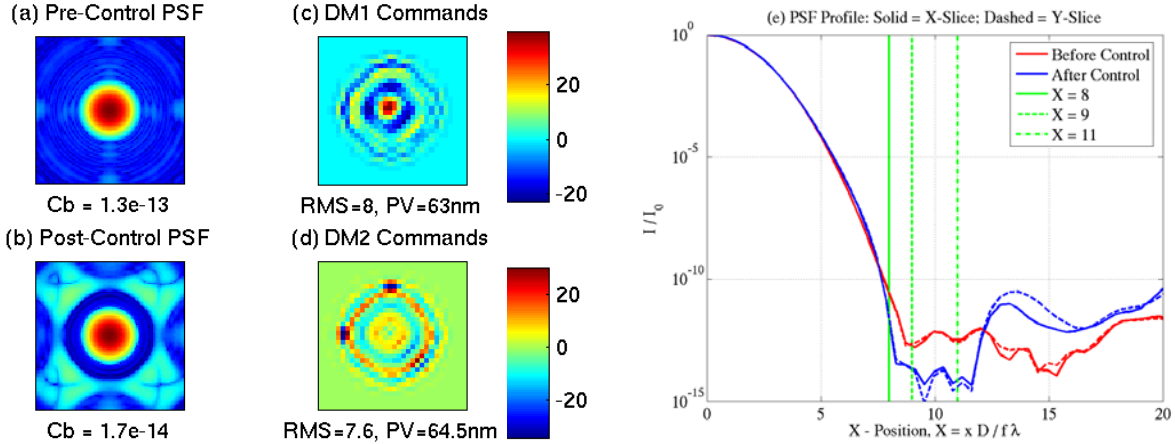 (a) Pre-Control PSF
Cb = 1.3e-13
(b) Post-Control PSF
Cb = 1.7e-14
(c) DM1 Commands
20
0
-20
RMS=8, PV=63nm
(d) DM2 Commands
20
0
-20
RMS=7.6, PV=64.5nm
(e) PSF Profile: Solid = X-Slice; Dashed = Y-Slice
Before Control
After Control
X = 8
X = 9
X = 11
I / I₀
10⁰
10⁻⁵
10⁻¹⁰
10⁻¹⁵
0 5 10 15 20
X - Position, X = x D / f λ